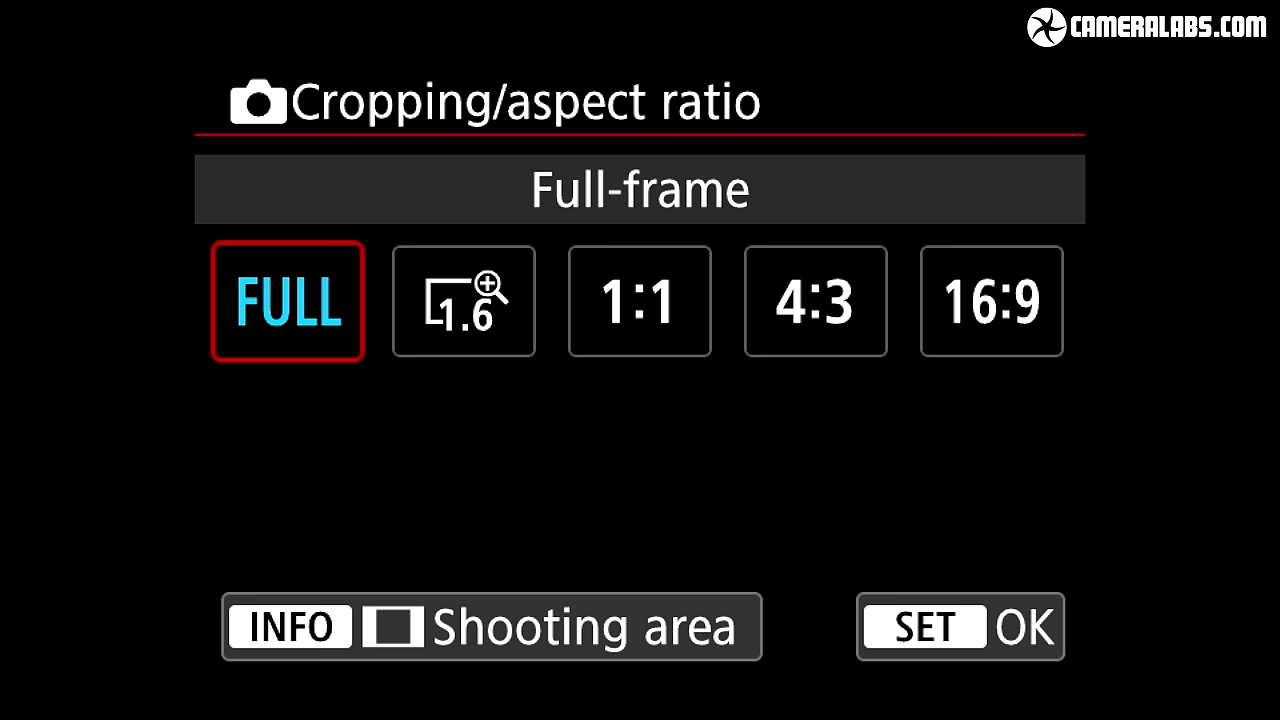 CAMERALABS.COM
Cropping/aspect ratio
Full-frame
FULL 1.6 1:1 4:3 16:9
INFO Shooting area SET OK